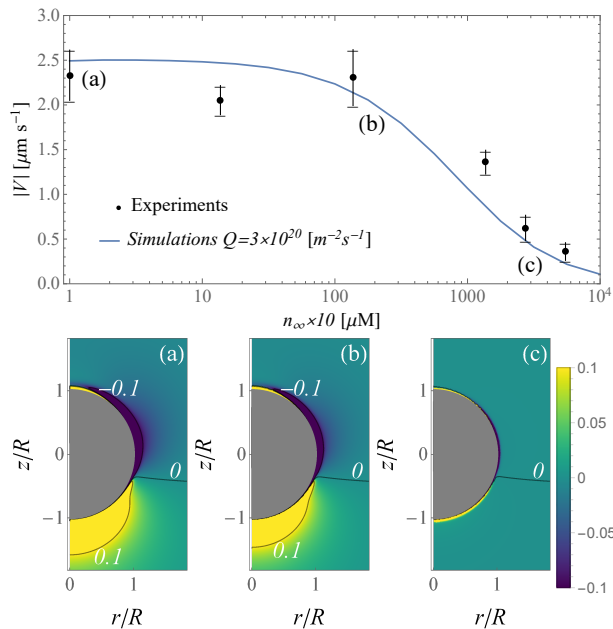 3.0
2.5
2.0
1.5
1.0
0.5
0.0
|V| [μm s⁻¹]
(a)
(b)
(c)
Experiments
Simulations Q=3×10²⁰ [m⁻²s⁻¹]
1 10 100 1000 10⁴
n∞×10 [μM]
(a) (b) (c)
-0.1 -0.1
0 0 0
0.1 0.1
1 1 1
0 0 0
-1 -1 -1
z/R z/R z/R
0 1 0 1 0 1
r/R r/R r/R
0.1
0.05
0
-0.05
-0.1